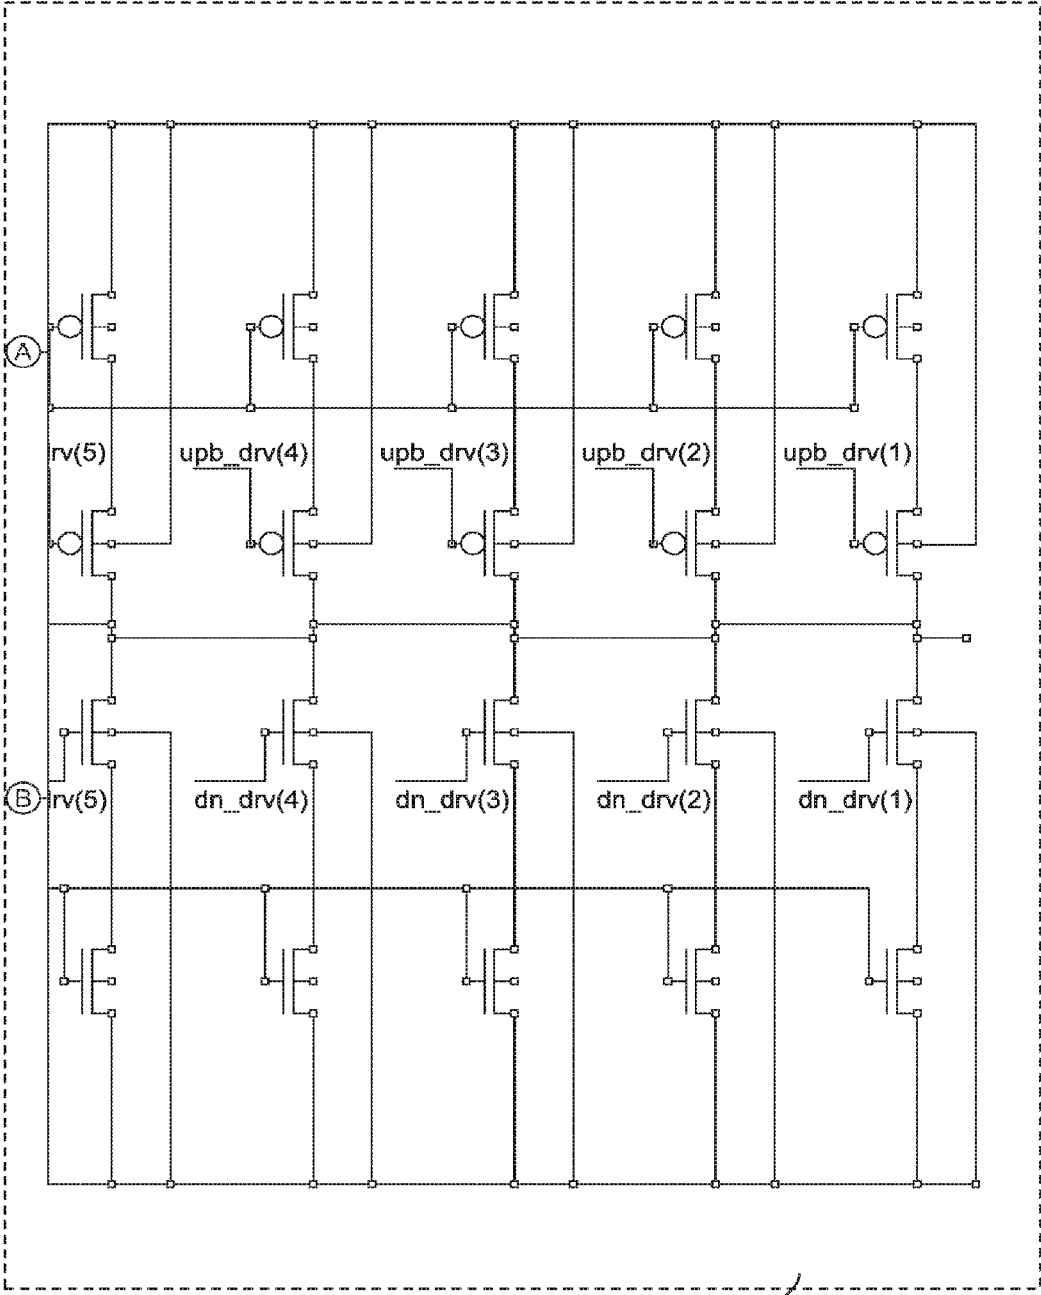 A
rv(5) upb_drv(4) upb_drv(3) upb_drv(2) upb_drv(1)
B rv(5) dn_drv(4) dn_drv(3) dn_drv(2) dn_drv(1)